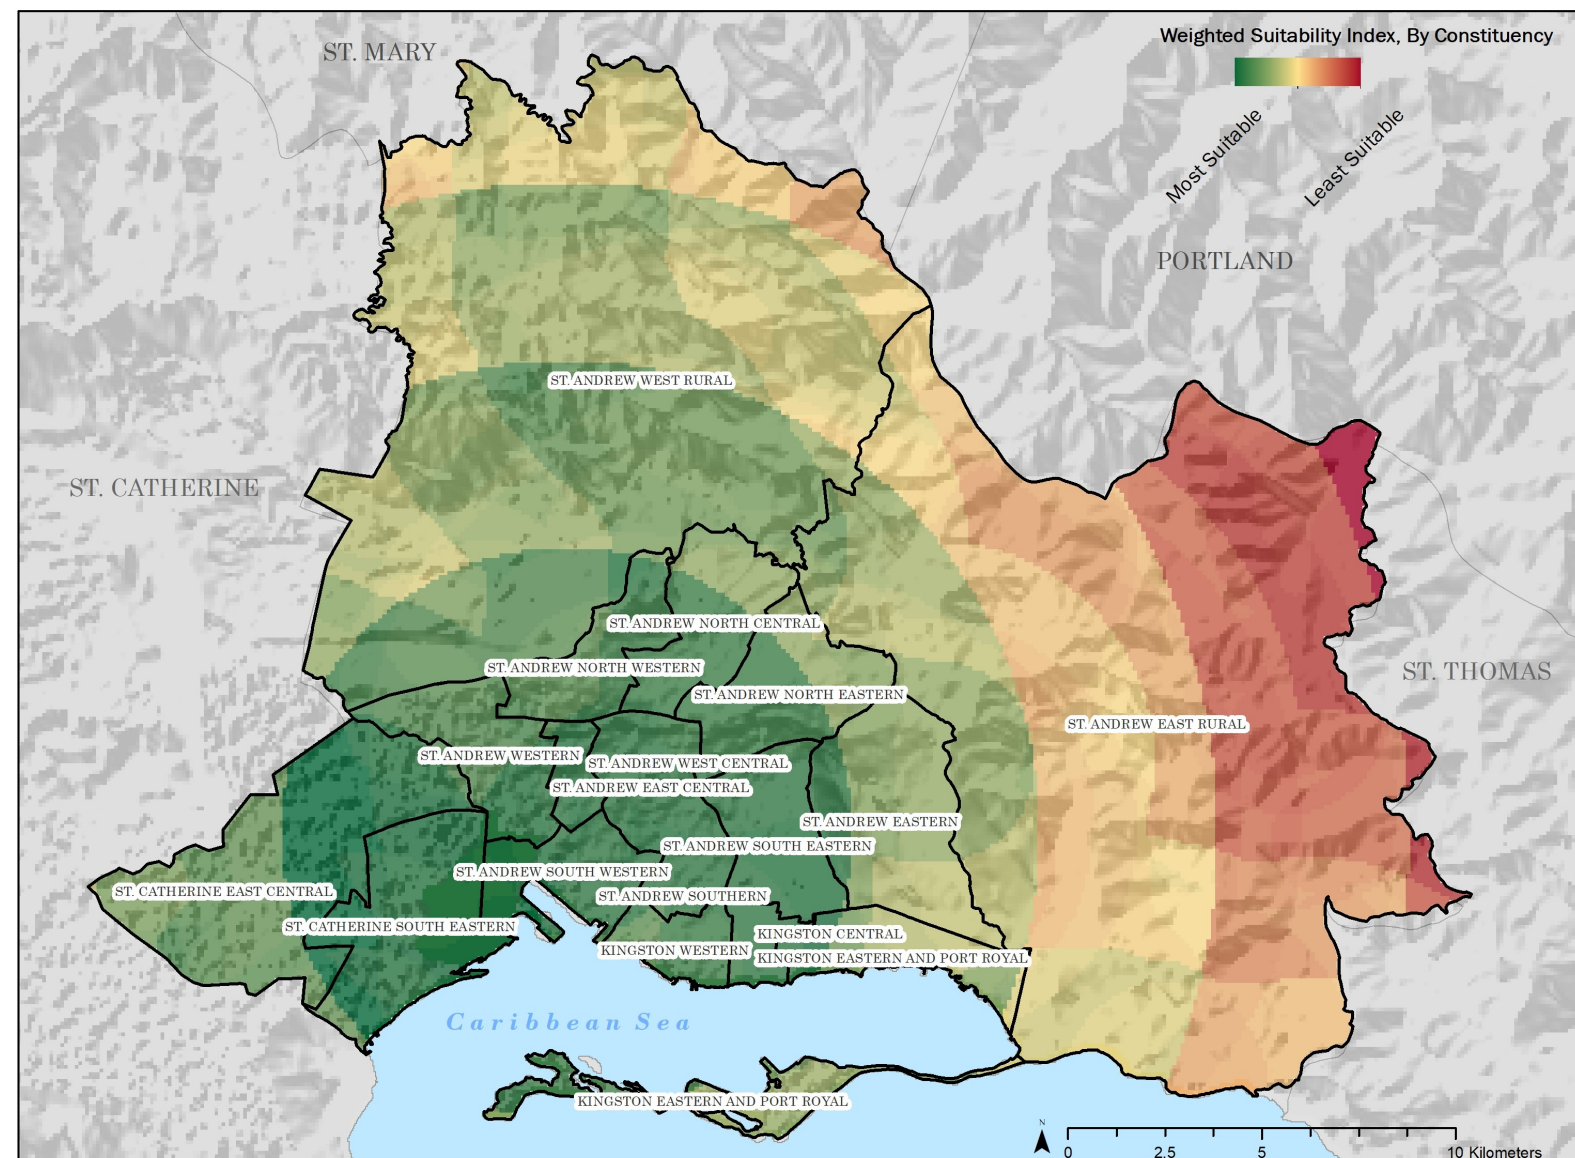 Weighted Suitability Index, By Constituency
Most Suitable
Least Suitable
ST. MARY
PORTLAND
ST. CATHERINE
ST. THOMAS
ST. ANDREW WEST RURAL
ST. ANDREW NORTH CENTRAL
ST. ANDREW NORTH WESTERN
ST. ANDREW NORTH EASTERN
ST. ANDREW EAST RURAL
ST. ANDREW WESTERN
ST. ANDREW WEST CENTRAL
ST. ANDREW EAST CENTRAL
ST. ANDREW EASTERN
ST. ANDREW SOUTH EASTERN
ST. ANDREW SOUTH WESTERN
ST. CATHERINE EAST CENTRAL
ST. ANDREW SOUTHERN
ST. CATHERINE SOUTH EASTERN
KINGSTON CENTRAL
KINGSTON WESTERN
KINGSTON EASTERN AND PORT ROYAL
Caribbean Sea
KINGSTON EASTERN AND PORT ROYAL
N
0 2.5 5 10 Kilometers